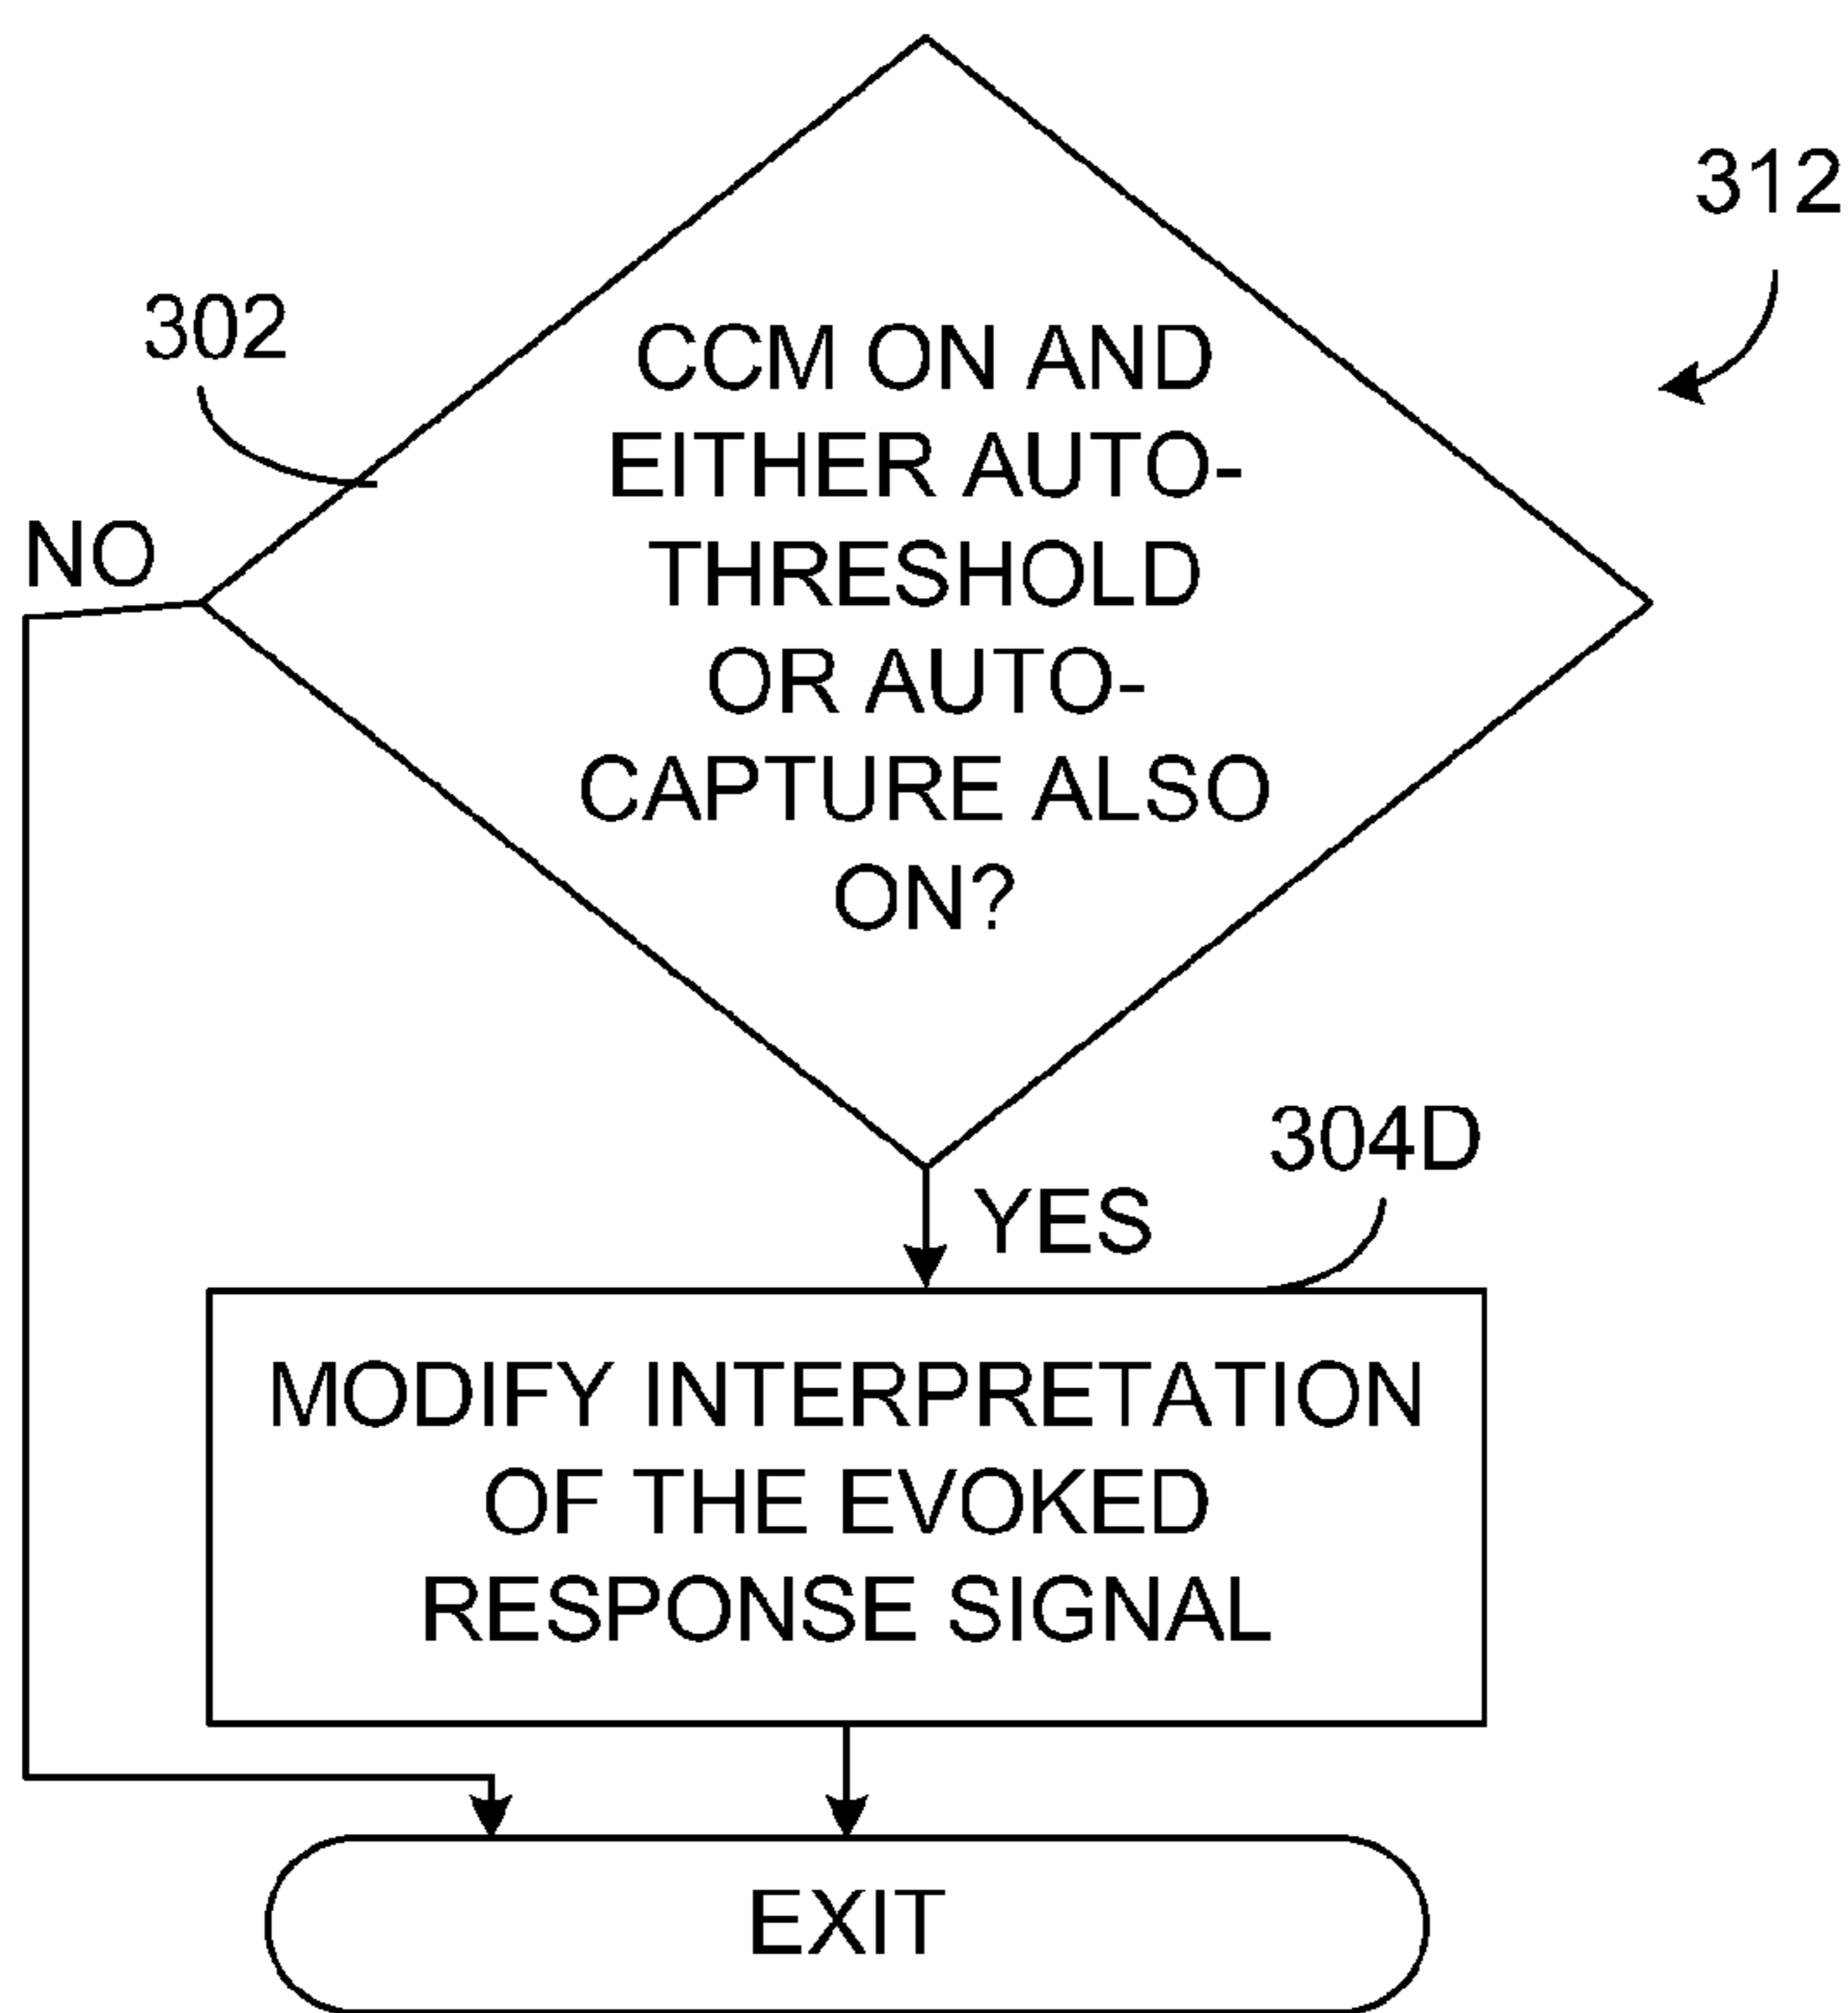 312
302
CCM ON AND
EITHER AUTO-
THRESHOLD
OR AUTO-
CAPTURE ALSO
ON?
NO
304D
YES
MODIFY INTERPRETATION
OF THE EVOKED
RESPONSE SIGNAL
EXIT